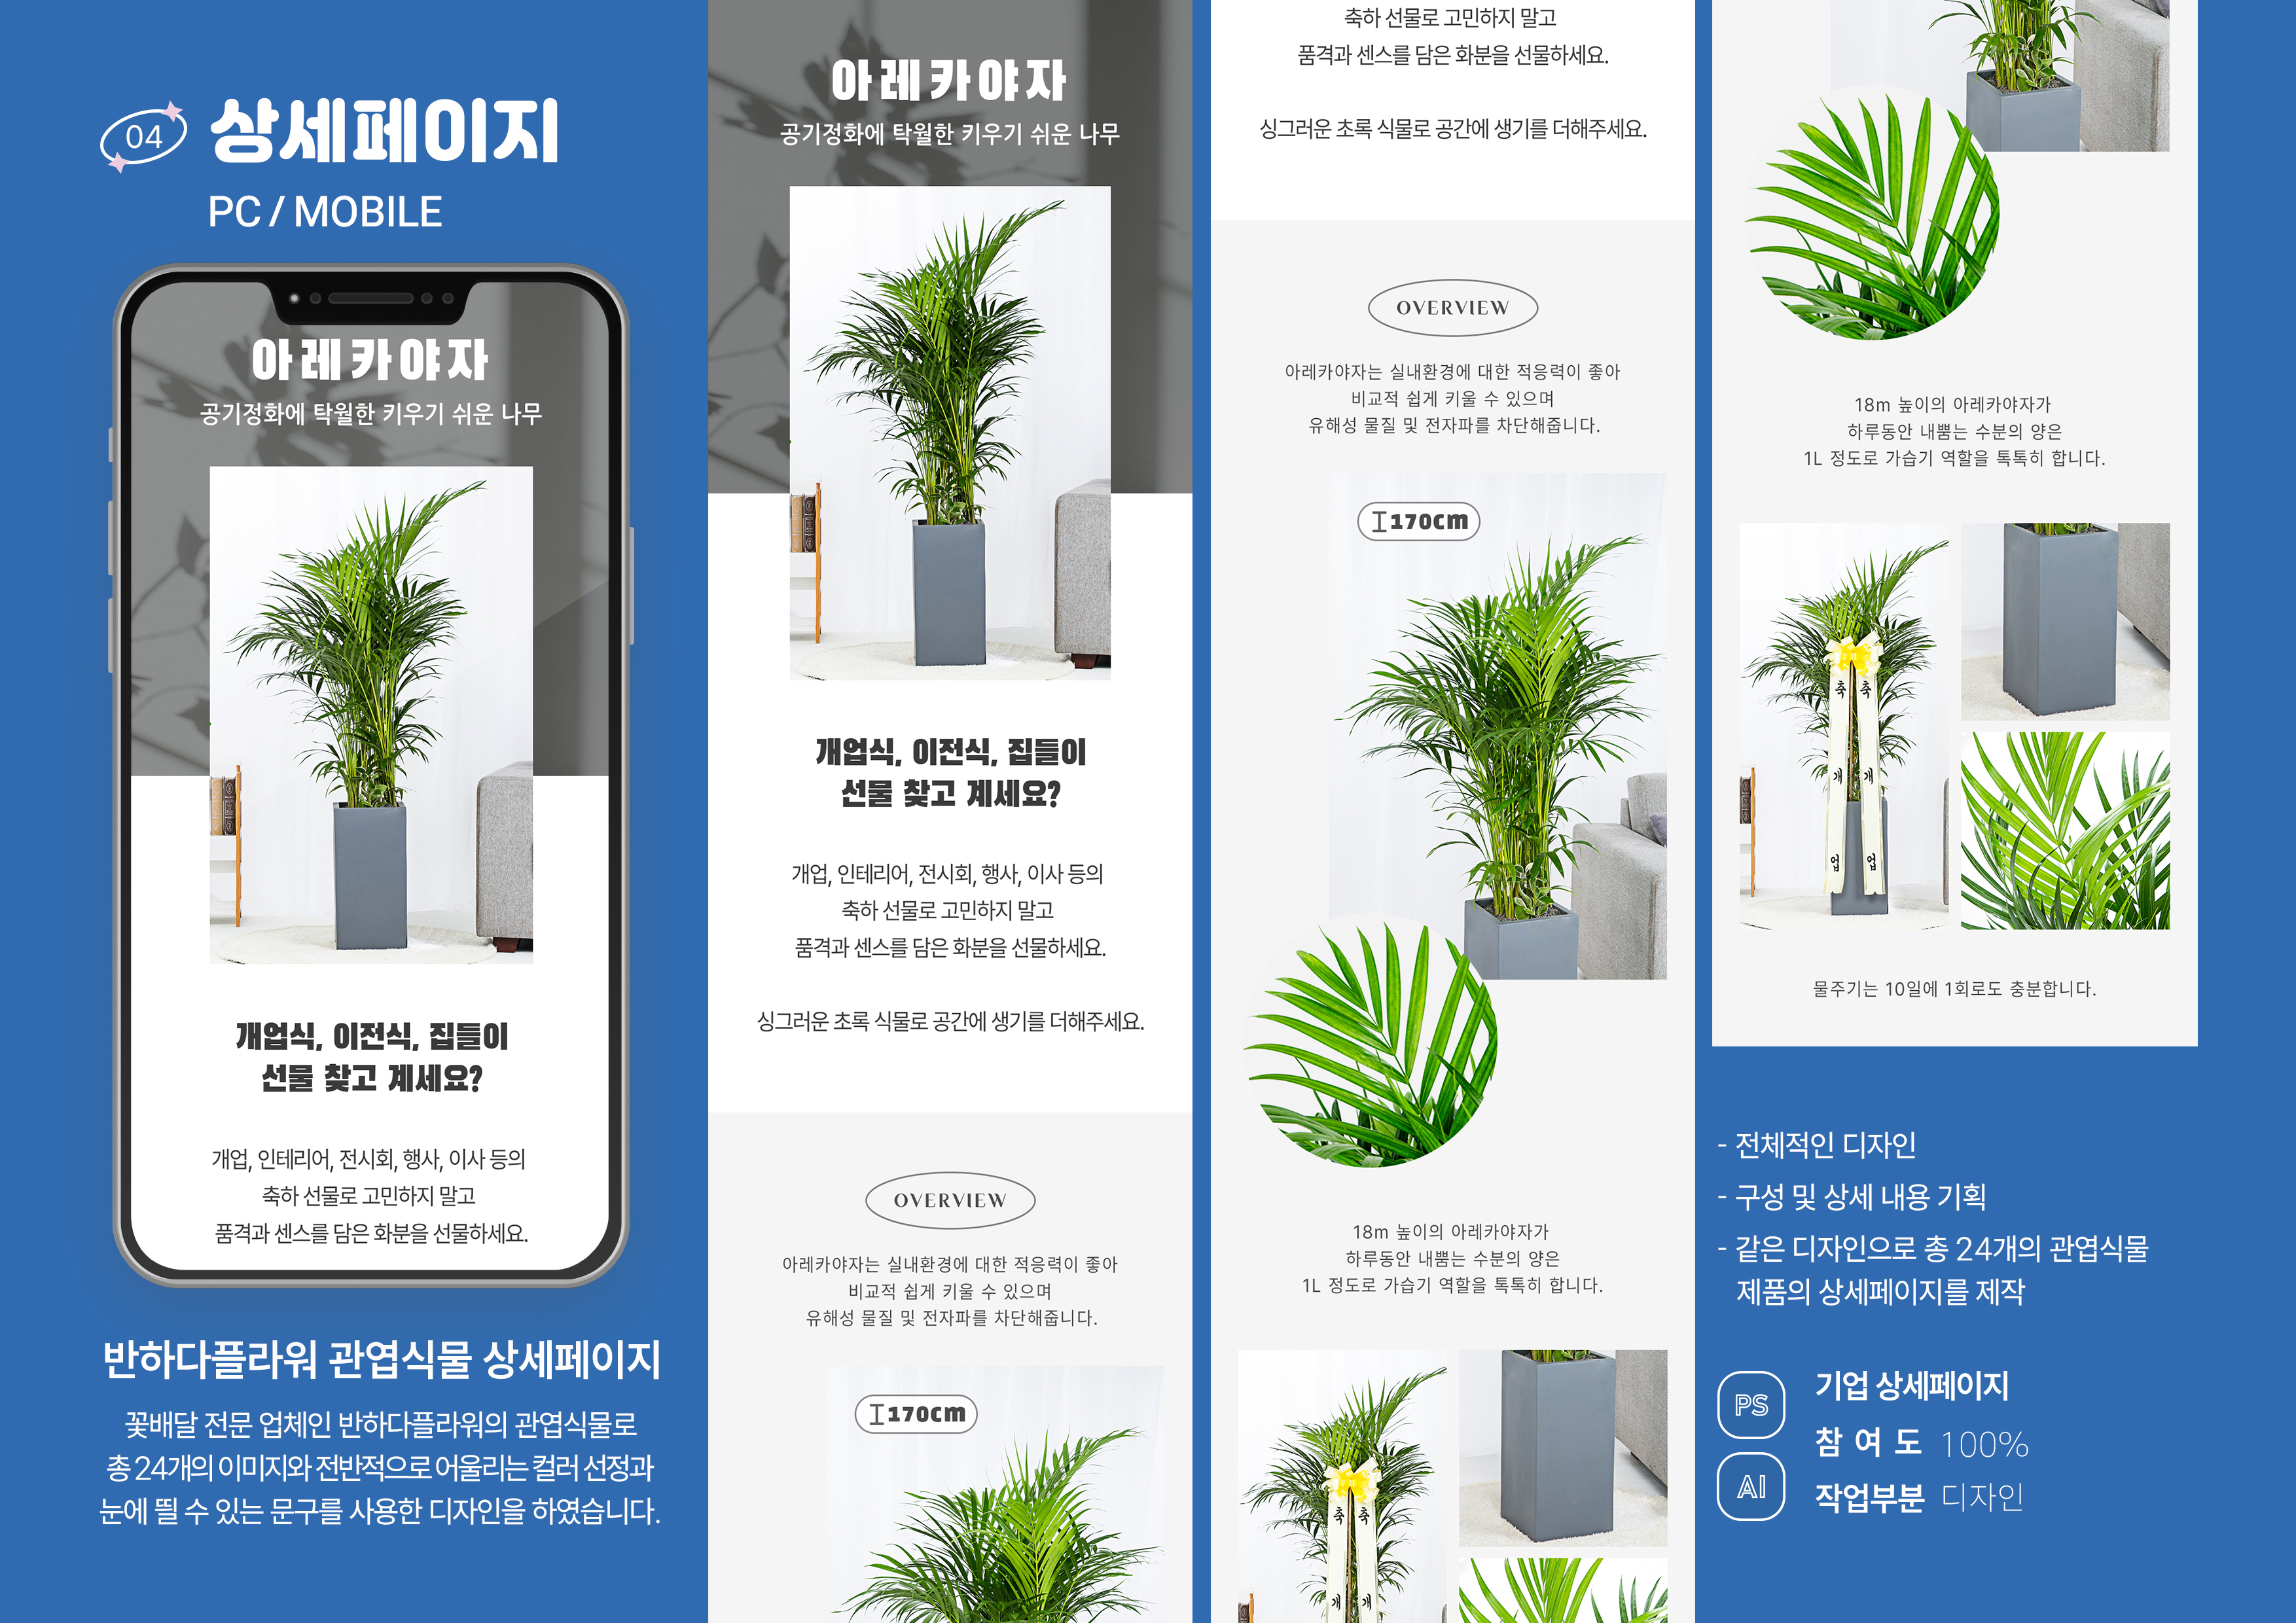 04
상세페이지
PC / MOBILE
아레카야자
공기정화에 탁월한 키우기 쉬운 나무
개업식, 이전식, 집들이
선물 찾고 계세요?
개업, 인테리어, 전시회, 행사, 이사 등의
축하 선물로 고민하지 말고
품격과 센스를 담은 화분을 선물하세요.
반하다플라워 관엽식물 상세페이지
꽃배달 전문 업체인 반하다플라워의 관엽식물로
총 24개의 이미지와 전반적으로 어울리는 컬러 선정과
눈에 띌 수 있는 문구를 사용한 디자인을 하였습니다.
아레카야자
공기정화에 탁월한 키우기 쉬운 나무
개업식, 이전식, 집들이
선물 찾고 계세요?
개업, 인테리어, 전시회, 행사, 이사 등의
축하 선물로 고민하지 말고
품격과 센스를 담은 화분을 선물하세요.
싱그러운 초록 식물로 공간에 생기를 더해주세요.
OVERVIEW
아레카야자는 실내환경에 대한 적응력이 좋아
비교적 쉽게 키울 수 있으며
유해성 물질 및 전자파를 차단해줍니다.
170cm
축하 선물로 고민하지 말고
품격과 센스를 담은 화분을 선물하세요.
싱그러운 초록 식물로 공간에 생기를 더해주세요.
OVERVIEW
아레카야자는 실내환경에 대한 적응력이 좋아
비교적 쉽게 키울 수 있으며
유해성 물질 및 전자파를 차단해줍니다.
170cm
18m 높이의 아레카야자가
하루동안 내뿜는 수분의 양은
1L 정도로 가습기 역할을 톡톡히 합니다.
축 축
개 개
18m 높이의 아레카야자가
하루동안 내뿜는 수분의 양은
1L 정도로 가습기 역할을 톡톡히 합니다.
축 축
개 개
업 업
물주기는 10일에 1회로도 충분합니다.
- 전체적인 디자인
- 구성 및 상세 내용 기획
- 같은 디자인으로 총 24개의 관엽식물
제품의 상세페이지를 제작
PS
AI
기업 상세페이지
참 여 도 100%
작업부분 디자인